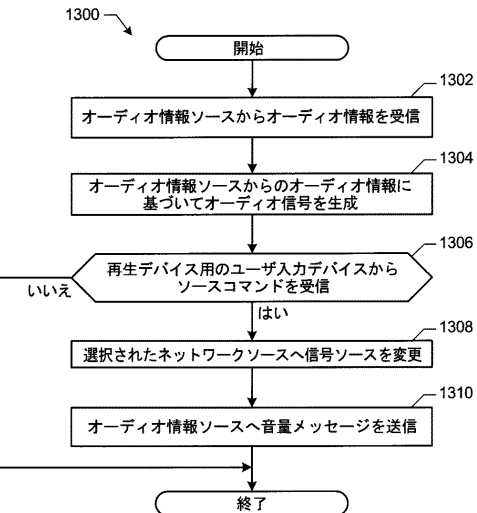 1300
開始
1302
オーディオ情報ソースからオーディオ情報を受信
1304
オーディオ情報ソースからのオーディオ情報に
基づいてオーディオ信号を生成
1306
再生デバイス用のユーザ入力デバイスから
ソースコマンドを受信
いいえ
はい
1308
選択されたネットワークソースへ信号ソースを変更
1310
オーディオ情報ソースへ音量メッセージを送信
終了